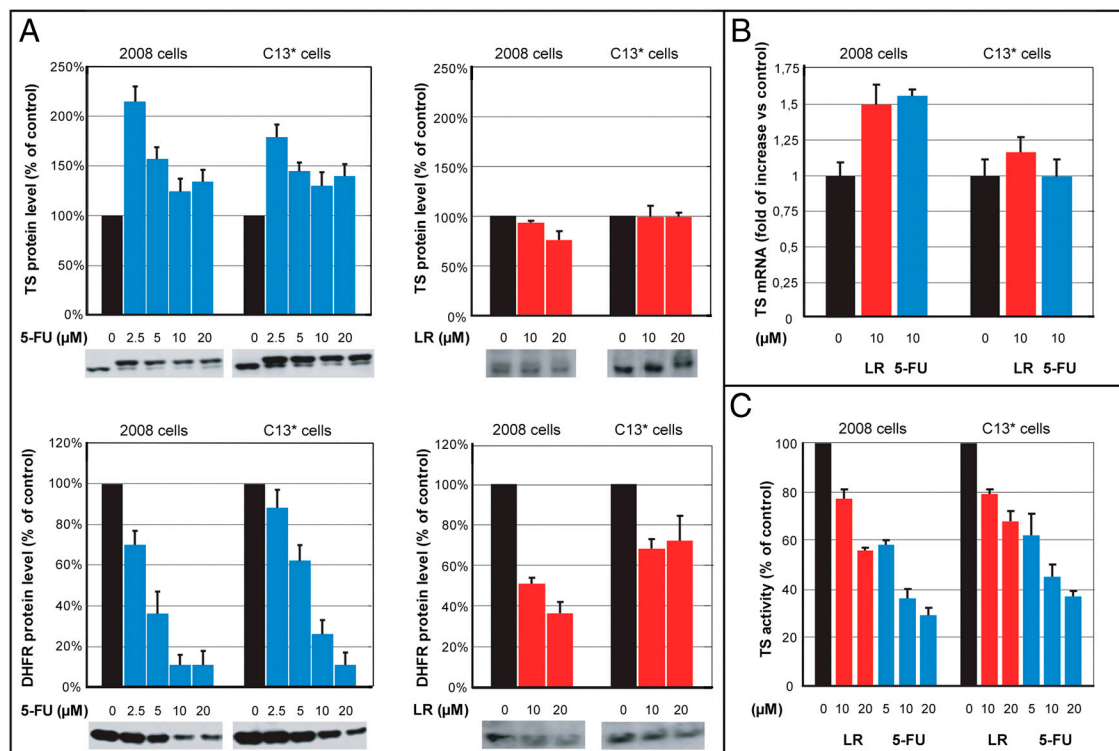 A
2008 cells C13* cells
TS protein level (% of control)
250%
200%
150%
100%
50%
0%
0 2.5 5 10 20 0 2.5 5 10 20
5-FU (µM)
2008 cells C13* cells
TS protein level (% of control)
250%
200%
150%
100%
50%
0%
0 10 20 0 10 20
LR (µM)
2008 cells C13* cells
DHFR protein level (% of control)
120%
100%
80%
60%
40%
20%
0%
0 2.5 5 10 20 0 2.5 5 10 20
5-FU (µM)
2008 cells C13* cells
DHFR protein level (% of control)
120%
100%
80%
60%
40%
20%
0%
0 10 20 0 10 20
LR (µM)
B
2008 cells C13* cells
TS mRNA (fold of increase vs control)
1,75
1,5
1,25
1
0,75
0,5
0,25
0
(µM) 0 10 10 0 10 10
LR 5-FU LR 5-FU
C
2008 cells C13* cells
TS activity (% of control)
100
80
60
40
20
0
(µM) 0 10 20 5 10 20 0 10 20 5 10 20
LR 5-FU LR 5-FU